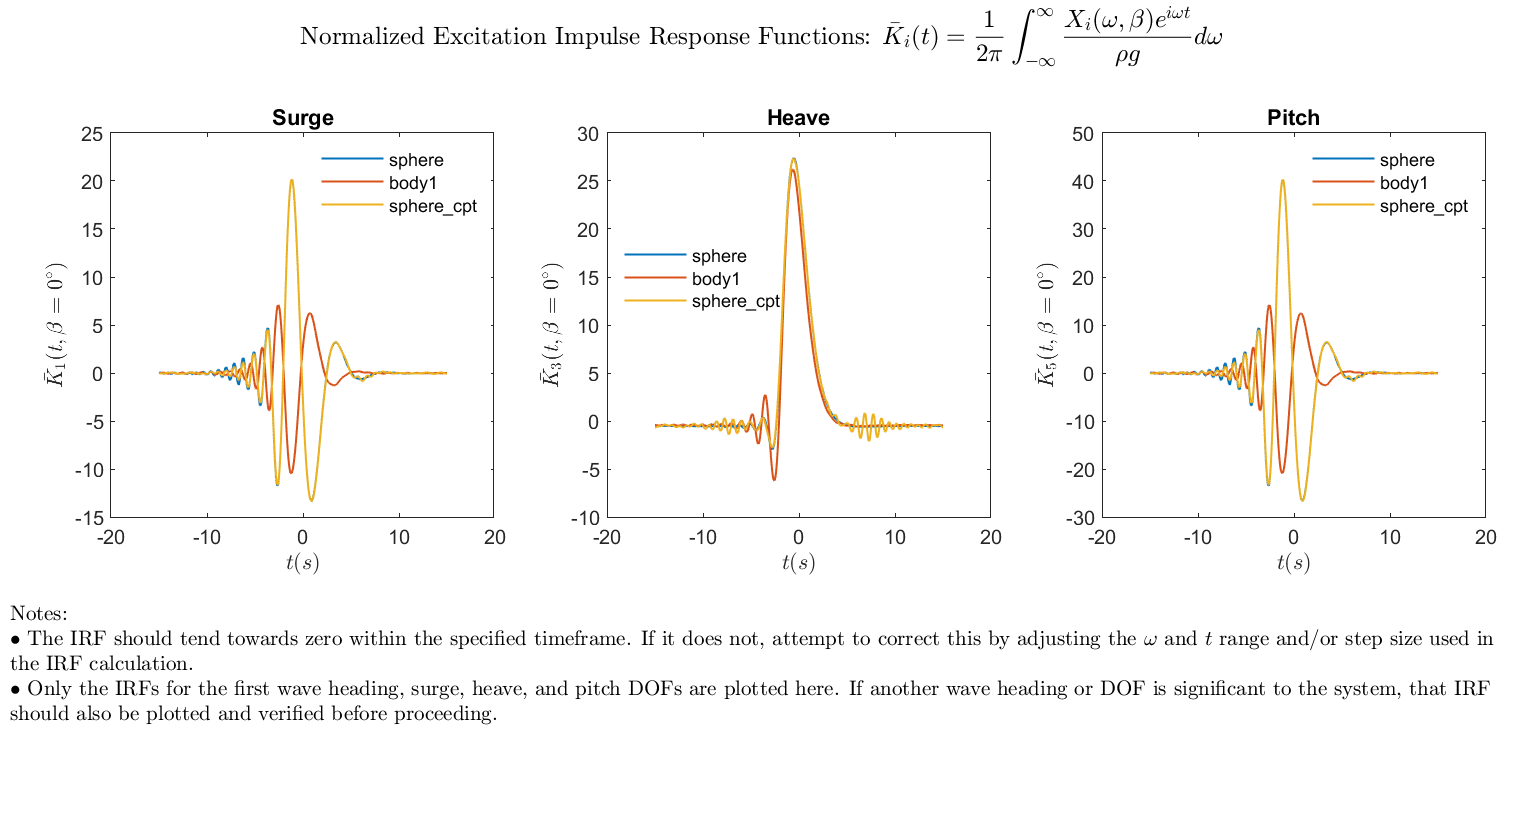 Normalized Excitation Impulse Response Functions: K̄ᵢ(t) = 1/2π ∫_{-∞}^{∞} Xᵢ(ω, β)e^{iωt}/ρg dω
Surge
25
20
15
10
5
0
-5
-10
-15
-20
-10
0
10
20
K̄₁(t, β = 0°)
t(s)
sphere
body1
sphere_cpt
Heave
30
25
20
15
10
5
0
-5
-10
-20
-10
0
10
20
K̄₃(t, β = 0°)
t(s)
sphere
body1
sphere_cpt
Pitch
50
40
30
20
10
0
-10
-20
-30
-20
-10
0
10
20
K̄₅(t, β = 0°)
t(s)
sphere
body1
sphere_cpt
Notes:
• The IRF should tend towards zero within the specified timeframe. If it does not, attempt to correct this by adjusting the ω and t range and/or step size used in
the IRF calculation.
• Only the IRFs for the first wave heading, surge, heave, and pitch DOFs are plotted here. If another wave heading or DOF is significant to the system, that IRF
should also be plotted and verified before proceeding.